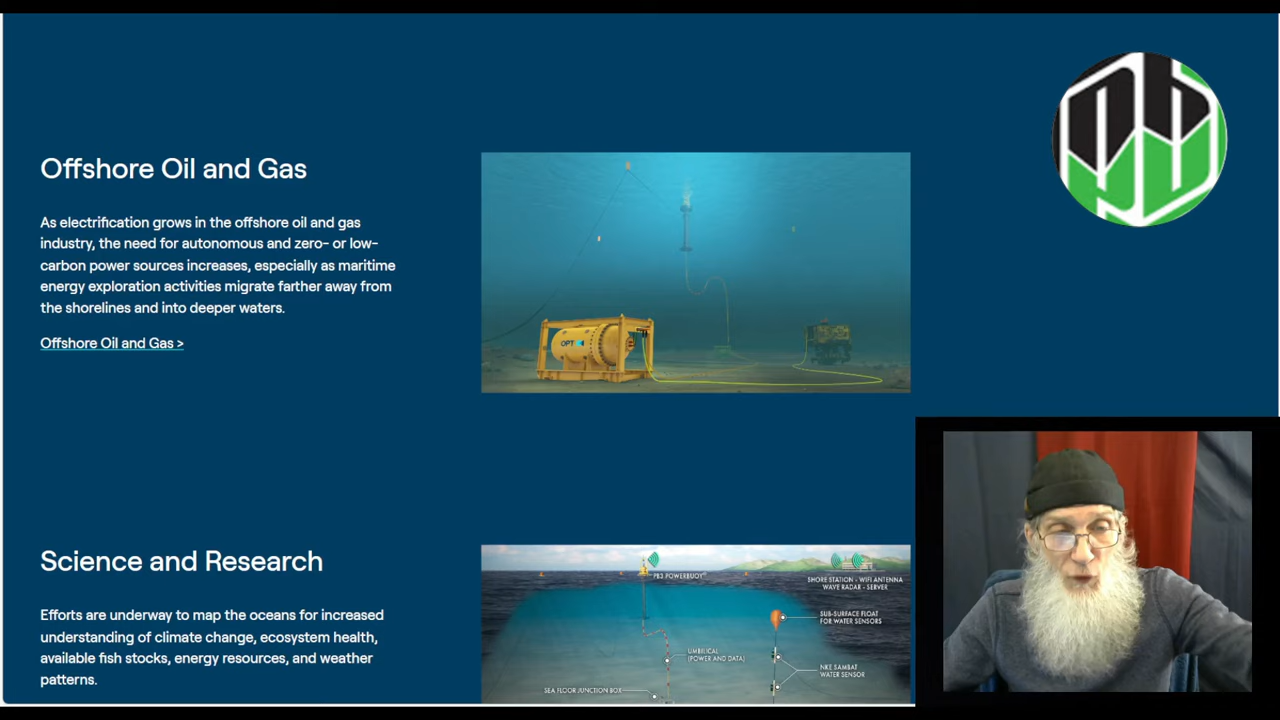 Offshore Oil and Gas
As electrification grows in the offshore oil and gas
industry, the need for autonomous and zero- or low-
carbon power sources increases, especially as maritime
energy exploration activities migrate farther away from
the shorelines and into deeper waters.
Offshore Oil and Gas >
OPT
Science and Research
Efforts are underway to map the oceans for increased
understanding of climate change, ecosystem health,
available fish stocks, energy resources, and weather
patterns.
PB3 POWERBUOY®
SHORE STATION - WIFI ANTENNA
WAVE RADAR - SERVER
SUB-SURFACE FLOAT
FOR WATER SENSORS
UMBILICAL
(POWER AND DATA)
NKE SAMBAT
WATER SENSOR
SEA FLOOR JUNCTION BOX